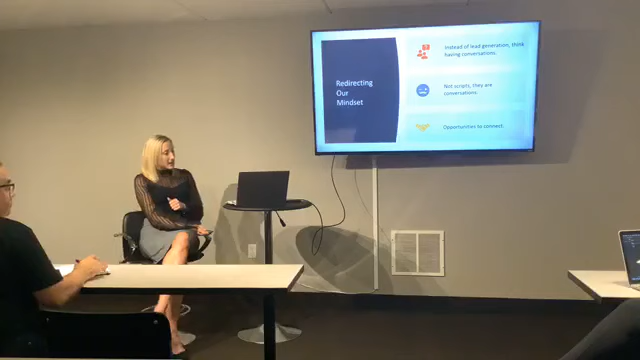 Redirecting
Our
Mindset
Instead of lead generation, think
having conversations.
Not scripts, they are
conversations.
Opportunities to connect.